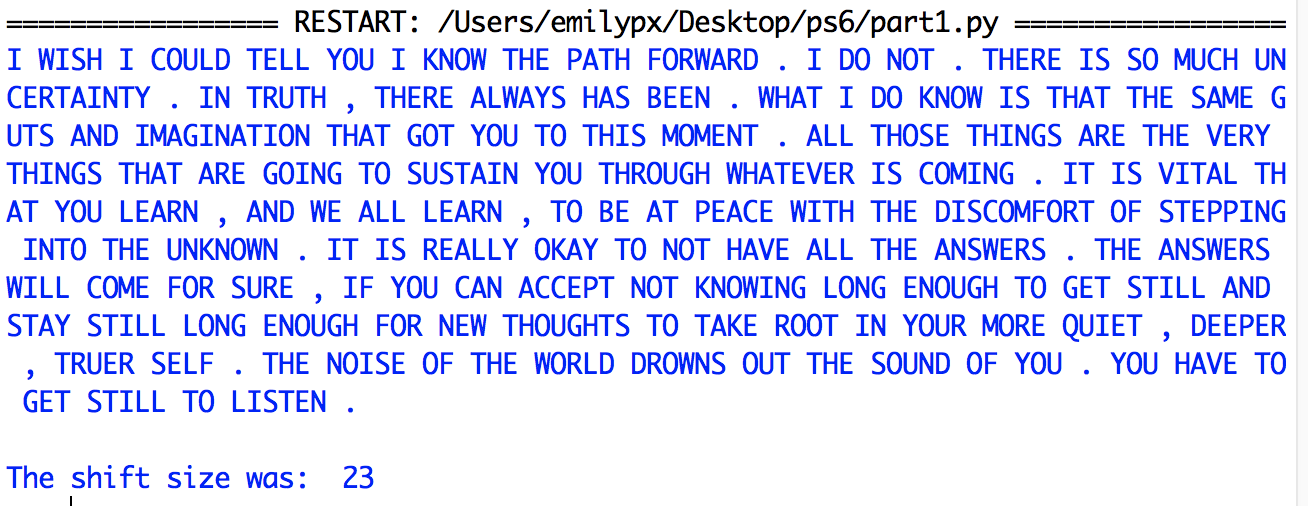 ================= RESTART: /Users/emilypx/Desktop/ps6/part1.py =================
I WISH I COULD TELL YOU I KNOW THE PATH FORWARD . I DO NOT . THERE IS SO MUCH UN
CERTAINTY . IN TRUTH , THERE ALWAYS HAS BEEN . WHAT I DO KNOW IS THAT THE SAME G
UTS AND IMAGINATION THAT GOT YOU TO THIS MOMENT . ALL THOSE THINGS ARE THE VERY
THINGS THAT ARE GOING TO SUSTAIN YOU THROUGH WHATEVER IS COMING . IT IS VITAL TH
AT YOU LEARN , AND WE ALL LEARN , TO BE AT PEACE WITH THE DISCOMFORT OF STEPPING
 INTO THE UNKNOWN . IT IS REALLY OKAY TO NOT HAVE ALL THE ANSWERS . THE ANSWERS
WILL COME FOR SURE , IF YOU CAN ACCEPT NOT KNOWING LONG ENOUGH TO GET STILL AND
STAY STILL LONG ENOUGH FOR NEW THOUGHTS TO TAKE ROOT IN YOUR MORE QUIET , DEEPER
 , TRUER SELF . THE NOISE OF THE WORLD DROWNS OUT THE SOUND OF YOU . YOU HAVE TO
 GET STILL TO LISTEN .
The shift size was:  23